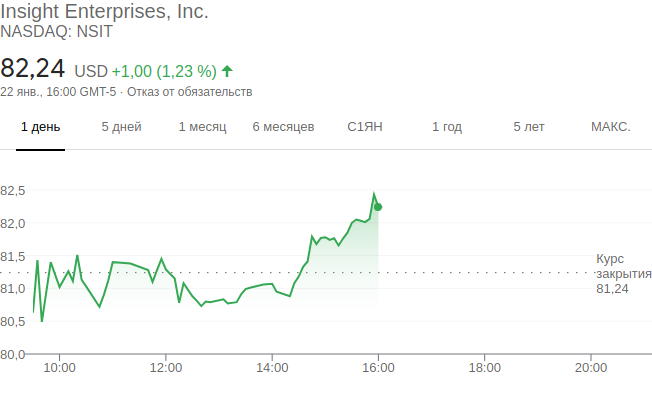 Insight Enterprises, Inc.
NASDAQ: NSIT
82,24 USD +1,00 (1,23 %)
22 янв., 16:00 GMT-5 · Отказ от обязательств
1 день 5 дней 1 месяц 6 месяцев С1ЯН 1 год 5 лет МАКС.
82,5
82,0
81,5
81,0
80,5
80,0
Курс
закрытия
81,24
10:00 12:00 14:00 16:00 18:00 20:00